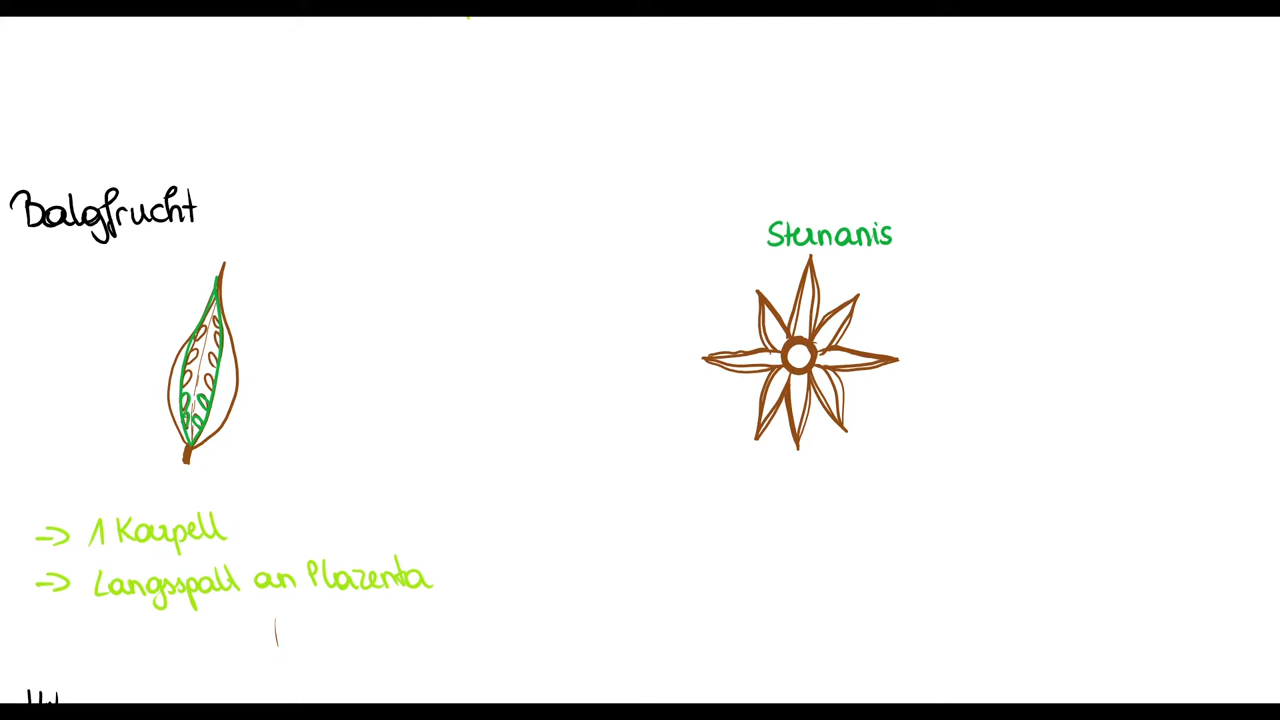 Balgfrucht
Sternanis
-> 1 Karpell
-> Längsspalt an Plazenta